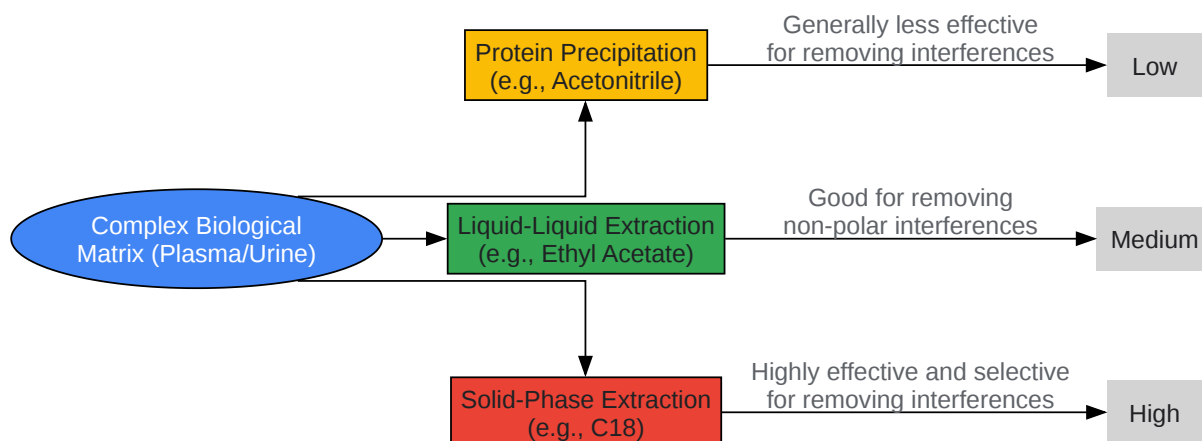 Protein Precipitation
(e.g., Acetonitrile)
Generally less effective
for removing interferences
Low
Complex Biological
Matrix (Plasma/Urine)
Liquid-Liquid Extraction
(e.g., Ethyl Acetate)
Good for removing
non-polar interferences
Medium
Solid-Phase Extraction
(e.g., C18)
Highly effective and selective
for removing interferences
High